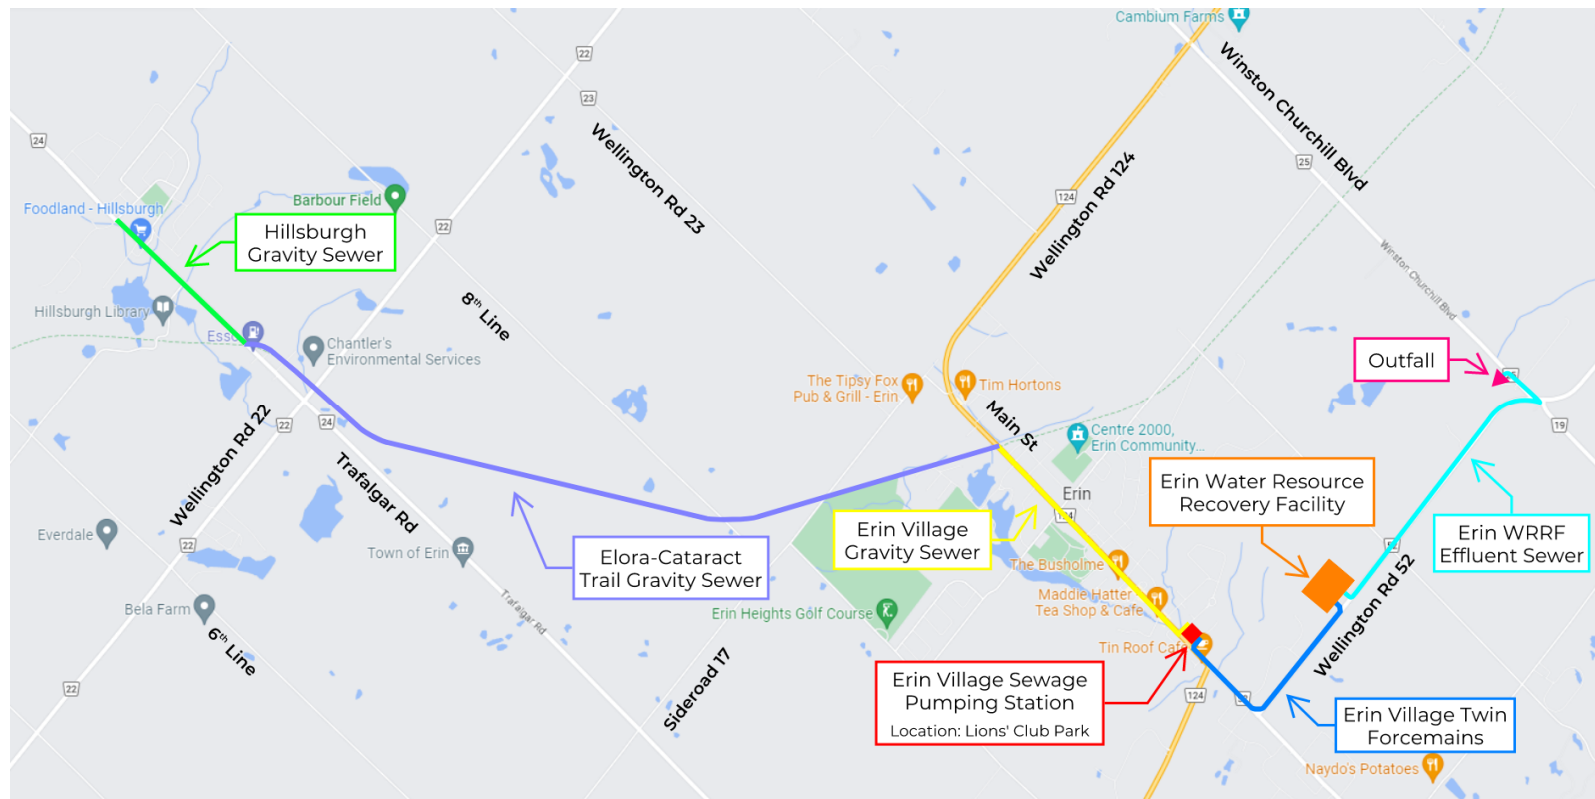 Cambium Farms
22
Winston Churchill Blvd
23
Wellington Rd 23
24
25
124
Wellington Rd 124
Barbour Field
Foodland - Hillsburgh
22
Hillsburgh
Gravity Sewer
Winston Churchill Blvd
8th Line
Hillsburgh Library
Esso
Chantler's
Environmental Services
Outfall
The Tipsy Fox
Pub & Grill - Erin
Tim Hortons
Main St
24
22
19
Wellington Rd 22
Trafalgar Rd
Centre 2000,
Erin Community...
Erin Water Resource
Recovery Facility
Erin
124
Erin Village
Gravity Sewer
Erin WRRF
Effluent Sewer
52
Everdale
22
Town of Erin
Elora-Cataract
Trail Gravity Sewer
The Busholme
Wellington Rd 52
Maddie Hatter
Tea Shop & Cafe
Bela Farm
Trafalgar Rd
Erin Heights Golf Course
6th Line
Tin Roof Cafe
Sideroad 17
Erin Village Sewage
Pumping Station
Location: Lions' Club Park
22
124
52
Erin Village Twin
Forcemains
Naydo's Potatoes